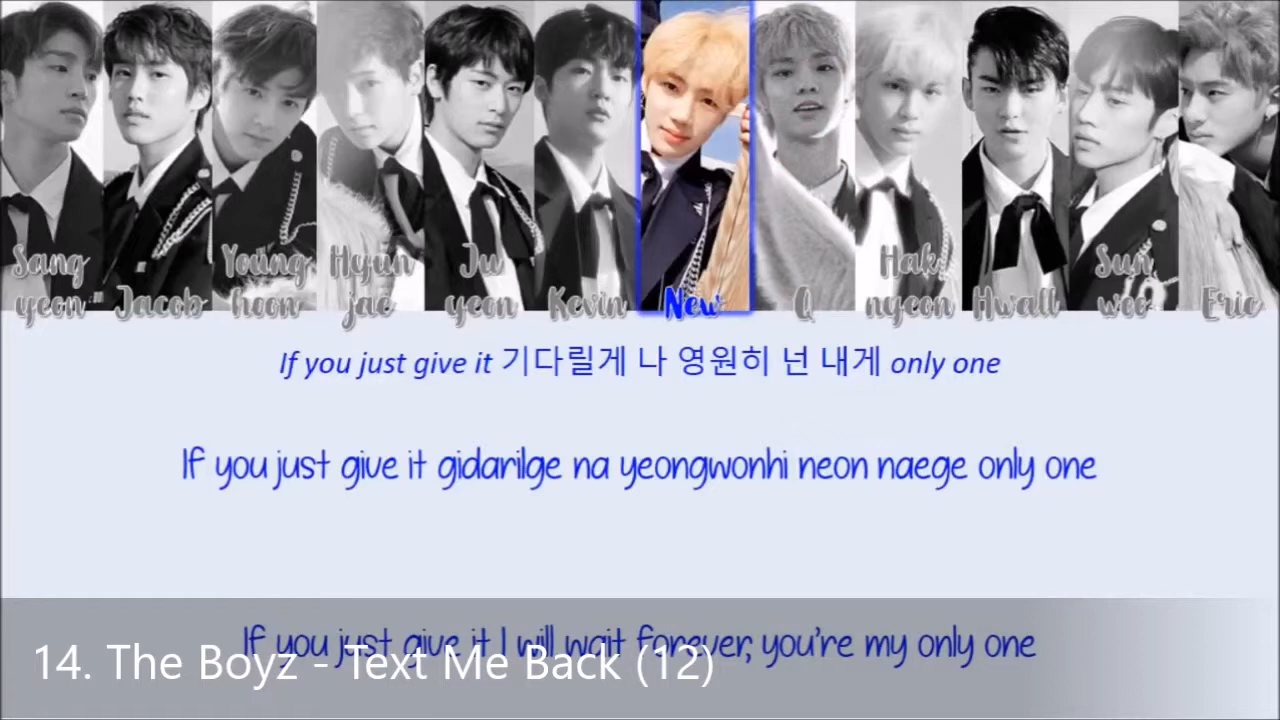 Sang yeon
Jacob
Young hoon
Hyun jae
Ju yeon
Kevin
New
Q
Hak nyeon
Hwall
Sun woo
Eric
If you just give it 기다릴게 나 영원히 넌 내게 only one
If you just give it gidarilge na yeongwonhi neon naege only one
If you just give it I will wait forever, you're my only one
14. The Boyz - Text Me Back (12)